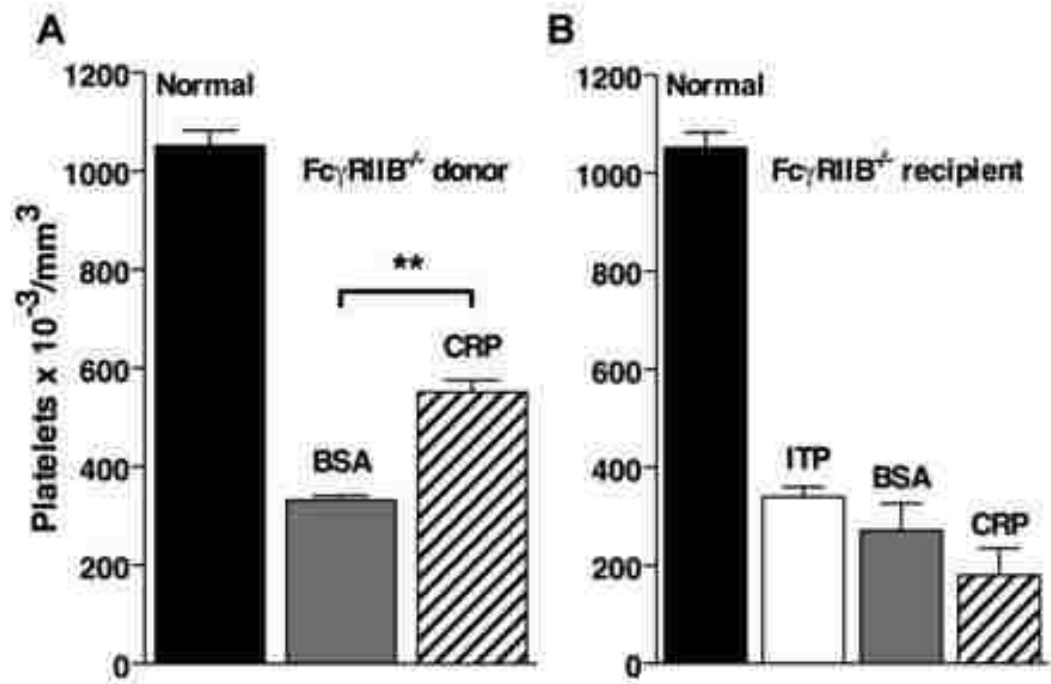 A
Platelets x 10⁻³/mm³
1200
1000
800
600
400
200
0
Normal
FcγRIIB⁻/⁻ donor
**
BSA
CRP
B
1200
1000
800
600
400
200
0
Normal
FcγRIIB⁻/⁻ recipient
ITP
BSA
CRP